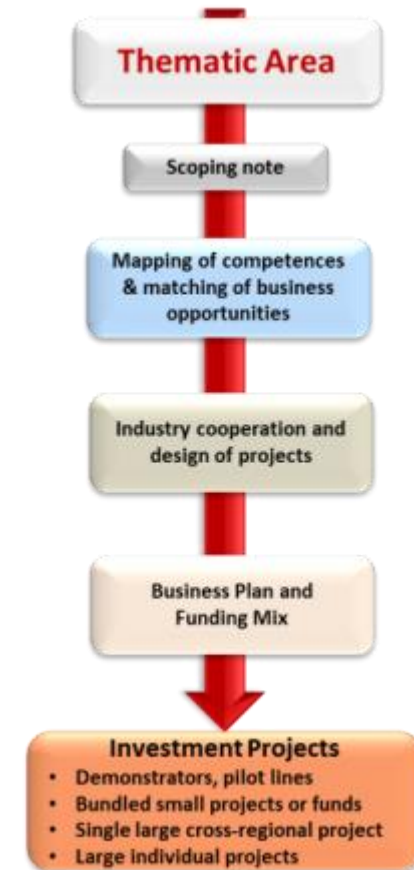 Thematic Area
Scoping note
Mapping of competences
& matching of business
opportunities
Industry cooperation and
design of projects
Business Plan and
Funding Mix
Investment Projects
• Demonstrators, pilot lines
• Bundled small projects or funds
• Single large cross-regional project
• Large individual projects